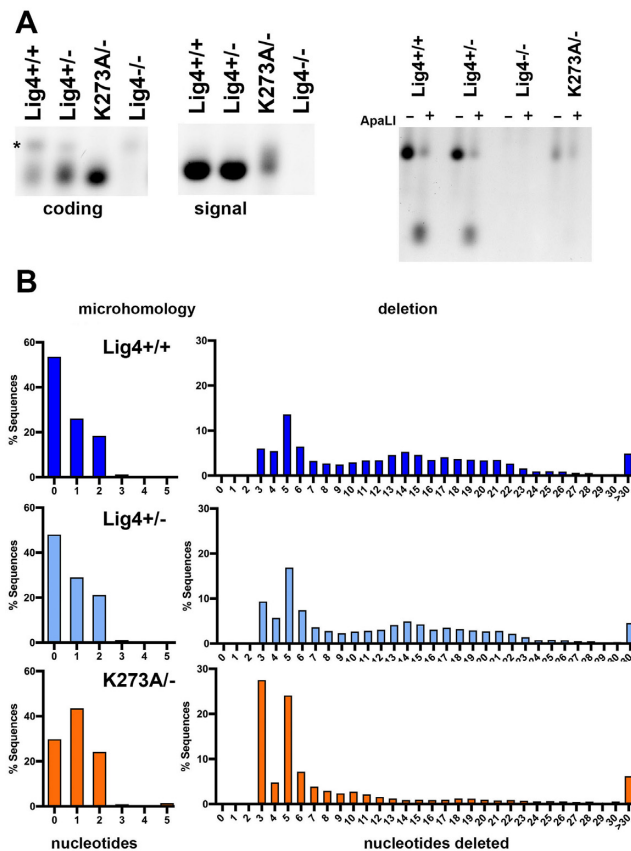 A
Lig4+/+
Lig4+/-
K273A/-
Lig4-/-
*
coding
Lig4+/+
Lig4+/-
K273A/-
Lig4-/-
signal
Lig4+/+
Lig4+/-
Lig4-/-
K273A/-
ApaLI
- + - + - + - +
B
microhomology
deletion
Lig4+/+
% Sequences
60
40
20
0
0 1 2 3 4 5
% Sequences
30
20
10
0
0 1 2 3 4 5 6 7 8 9 10 11 12 13 14 15 16 17 18 19 20 21 22 23 24 25 26 27 28 29 30 >30
Lig4+/-
% Sequences
60
40
20
0
0 1 2 3 4 5
% Sequences
30
20
10
0
0 1 2 3 4 5 6 7 8 9 10 11 12 13 14 15 16 17 18 19 20 21 22 23 24 25 26 27 28 29 30 >30
K273A/-
% Sequences
60
40
20
0
0 1 2 3 4 5
nucleotides
% Sequences
30
20
10
0
0 1 2 3 4 5 6 7 8 9 10 11 12 13 14 15 16 17 18 19 20 21 22 23 24 25 26 27 28 29 30 >30
nucleotides deleted